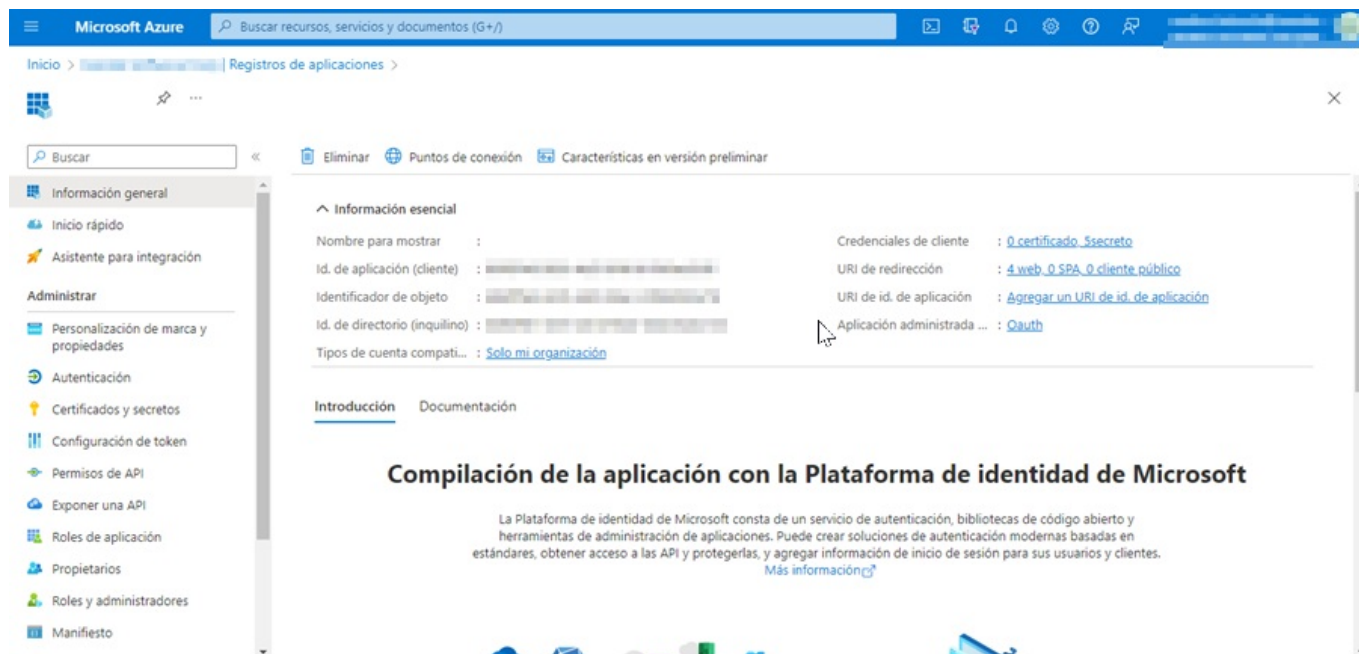 Microsoft Azure
Buscar recursos, servicios y documentos (G+/)
Inicio >
| Registros de aplicaciones >
Buscar
Eliminar
Puntos de conexión
Características en versión preliminar
Información general
Inicio rápido
Asistente para integración
Administrar
Personalización de marca y
propiedades
Autenticación
Certificados y secretos
Configuración de token
Permisos de API
Exponer una API
Roles de aplicación
Propietarios
Roles y administradores
Manifiesto
Información esencial
Nombre para mostrar :
Id. de aplicación (cliente) :
Identificador de objeto :
Id. de directorio (inquilino) :
Tipos de cuenta compati... : Solo mi organización
Credenciales de cliente : 0 certificado, 5secreto
URI de redirección : 4 web, 0 SPA, 0 cliente público
URI de id. de aplicación : Agregar un URI de id. de aplicación
Aplicación administrada ... : Oauth
Introducción
Documentación
Compilación de la aplicación con la Plataforma de identidad de Microsoft
La Plataforma de identidad de Microsoft consta de un servicio de autenticación, bibliotecas de código abierto y
herramientas de administración de aplicaciones. Puede crear soluciones de autenticación modernas basadas en
estándares, obtener acceso a las API y protegerlas, y agregar información de inicio de sesión para sus usuarios y clientes.
Más información